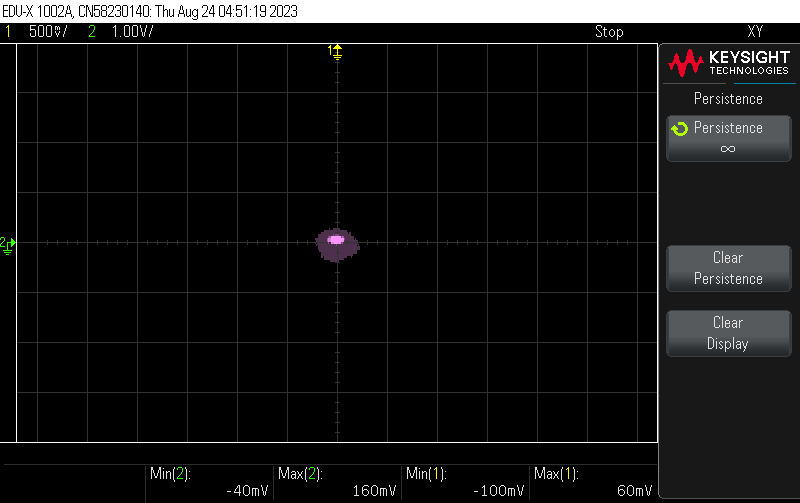 EDU-X 1002A, CN58230140: Thu Aug 24 04:51:19 2023
1 500mV/ 2 1.00V/ Stop XY
1
KEYSIGHT
TECHNOLOGIES
Persistence
Persistence
∞
2
Clear
Persistence
Clear
Display
Min(2): Max(2): Min(1): Max(1):
-40mV 160mV -100mV 60mV